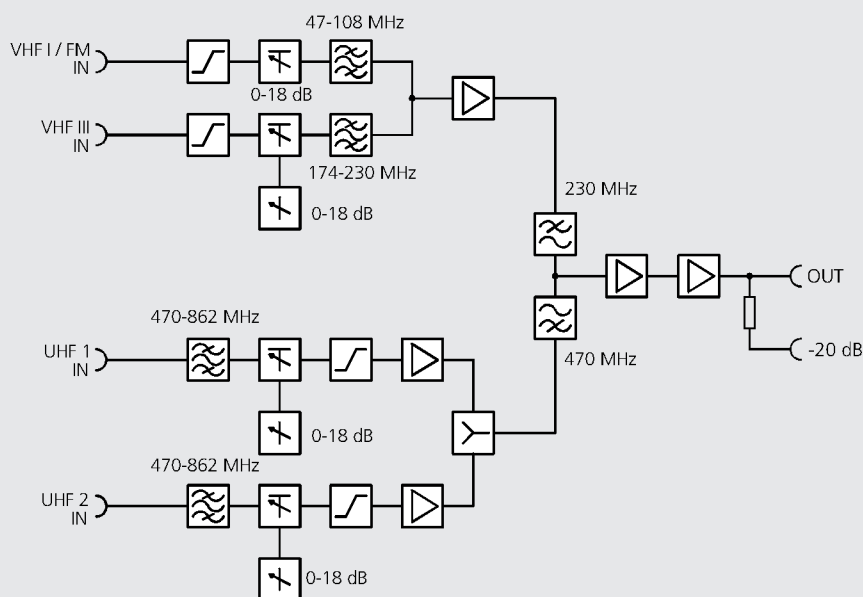 47-108 MHz
VHF I / FM
IN
0-18 dB
VHF III
IN
174-230 MHz
0-18 dB
230 MHz
OUT
470-862 MHz
UHF 1
IN
470 MHz
-20 dB
0-18 dB
470-862 MHz
UHF 2
IN
0-18 dB